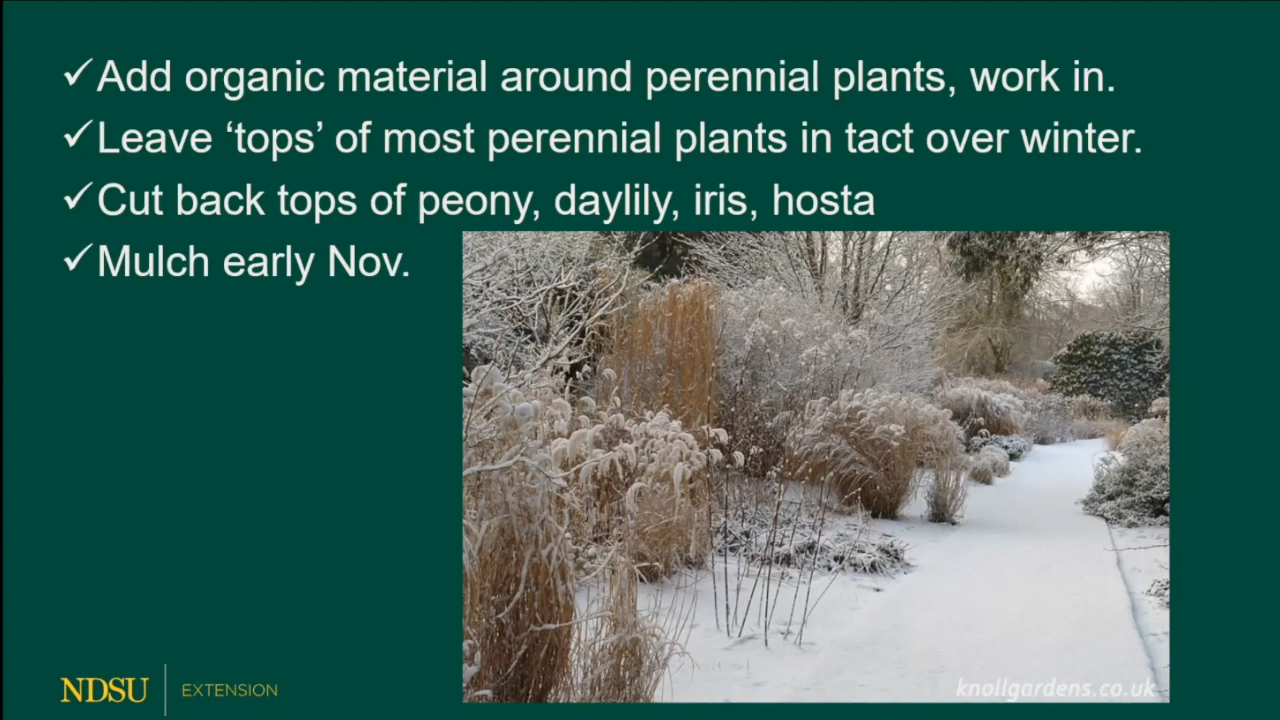 ✓Add organic material around perennial plants, work in.
✓Leave ‘tops’ of most perennial plants in tact over winter.
✓Cut back tops of peony, daylily, iris, hosta
✓Mulch early Nov.
knollgardens.co.uk
NDSU EXTENSION